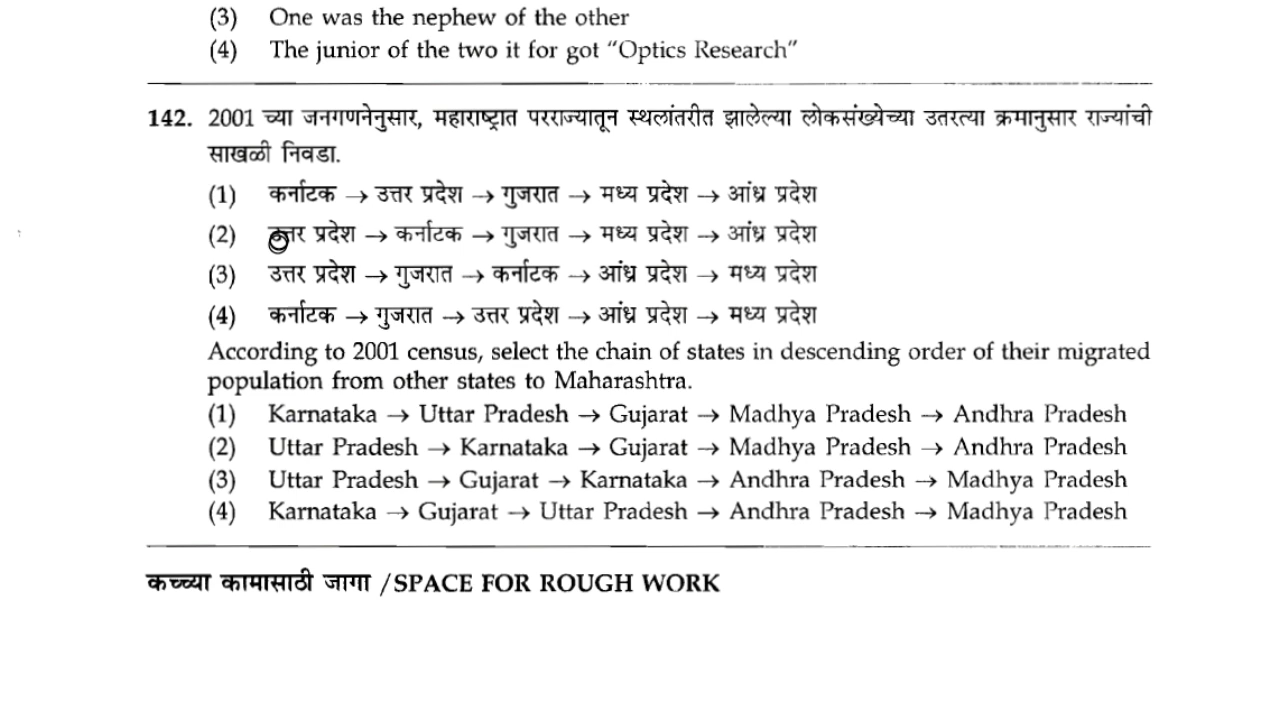 (3) One was the nephew of the other
(4) The junior of the two it for got "Optics Research"
142. 2001 च्या जनगणनेनुसार, महाराष्ट्रात परराज्यातून स्थलांतरीत झालेल्या लोकसंख्येच्या उतरत्या क्रमानुसार राज्यांची
साखळी निवडा.
(1) कर्नाटक → उत्तर प्रदेश → गुजरात → मध्य प्रदेश → आंध्र प्रदेश
(2) उत्तर प्रदेश → कर्नाटक → गुजरात → मध्य प्रदेश → आंध्र प्रदेश
(3) उत्तर प्रदेश → गुजरात → कर्नाटक → आंध्र प्रदेश → मध्य प्रदेश
(4) कर्नाटक → गुजरात → उत्तर प्रदेश → आंध्र प्रदेश → मध्य प्रदेश
According to 2001 census, select the chain of states in descending order of their migrated
population from other states to Maharashtra.
(1) Karnataka → Uttar Pradesh → Gujarat → Madhya Pradesh → Andhra Pradesh
(2) Uttar Pradesh → Karnataka → Gujarat → Madhya Pradesh → Andhra Pradesh
(3) Uttar Pradesh → Gujarat → Karnataka → Andhra Pradesh → Madhya Pradesh
(4) Karnataka → Gujarat → Uttar Pradesh → Andhra Pradesh → Madhya Pradesh
कच्च्या कामासाठी जागा /SPACE FOR ROUGH WORK